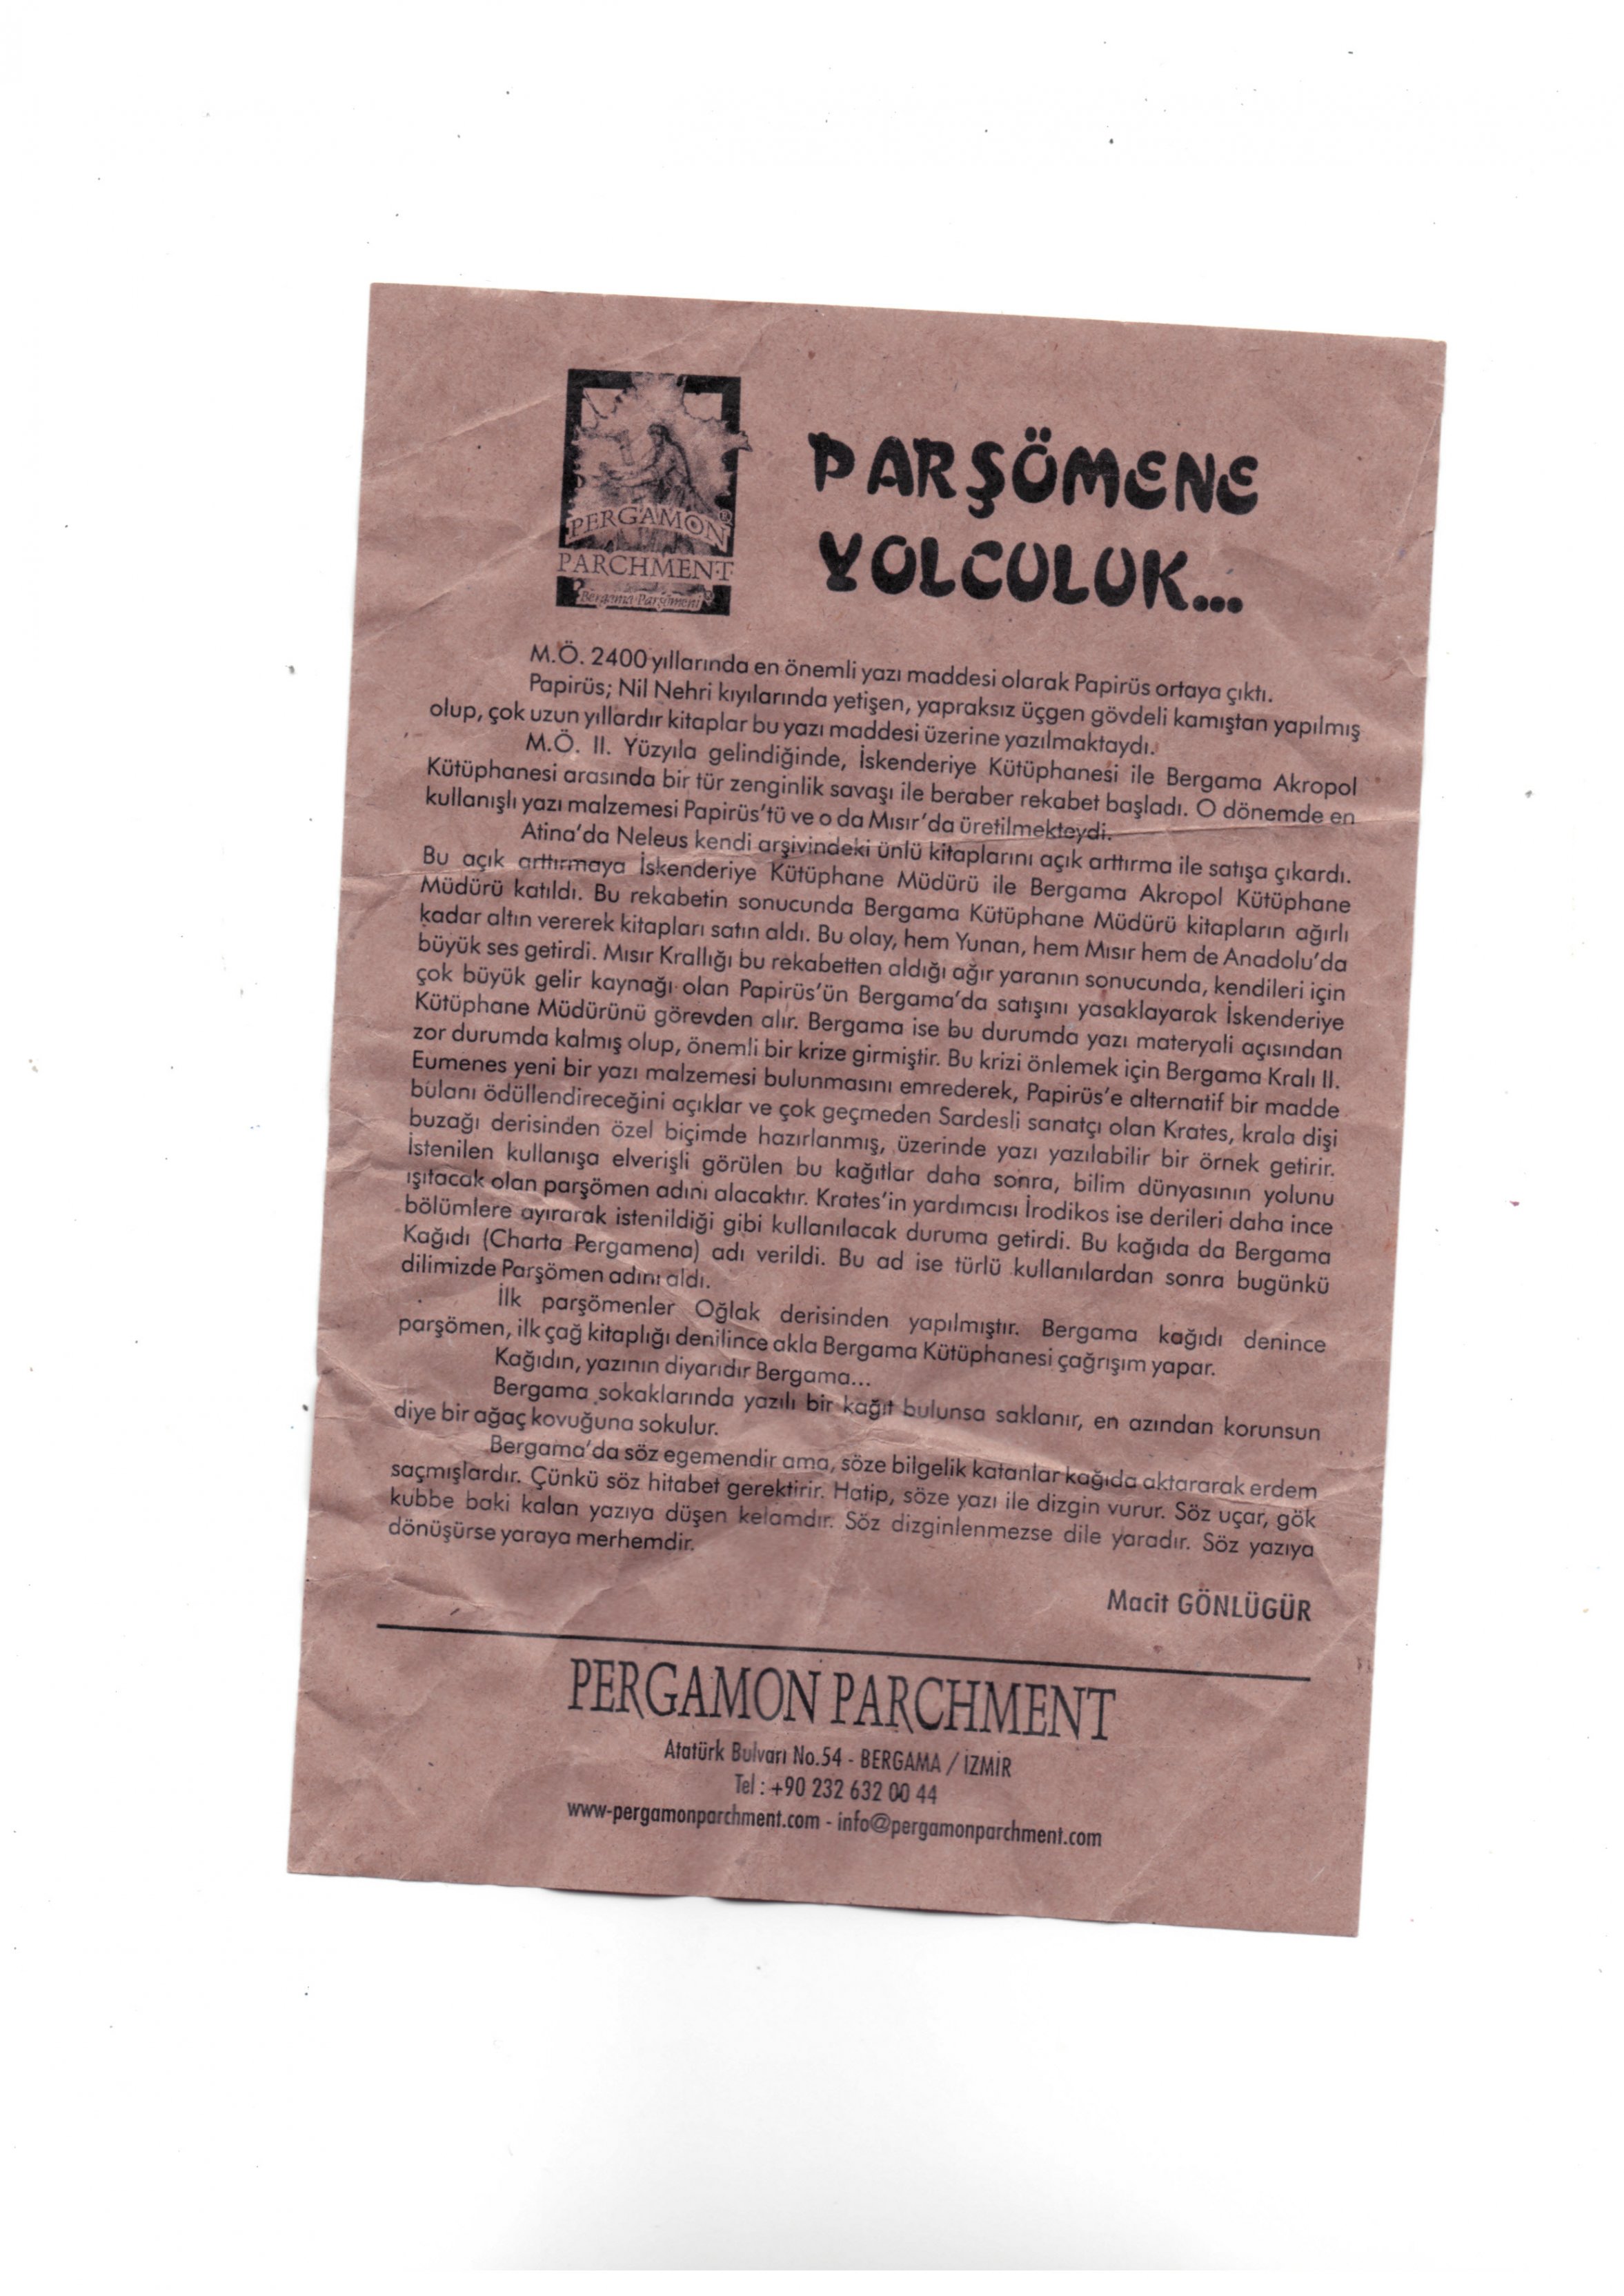 PERGAMON®
PARCHMENT
Bergama Parşömeni
PARŞÖMENE
YOLCULUK...
M.Ö. 2400 yıllarında en önemli yazı maddesi olarak Papirüs ortaya çıktı.
Papirüs; Nil Nehri kıyılarında yetişen, yapraksız üçgen gövdeli kamıştan yapılmış
olup, çok uzun yıllardır kitaplar bu yazı maddesi üzerine yazılmaktaydı.
M.Ö. II. Yüzyıla gelindiğinde, İskenderiye Kütüphanesi ile Bergama Akropol
Kütüphanesi arasında bir tür zenginlik savaşı ile beraber rekabet başladı. O dönemde en
kullanışlı yazı malzemesi Papirüs'tü ve o da Mısır'da üretilmekteydi.
Atina'da Neleus kendi arşivindeki ünlü kitaplarını açık arttırma ile satışa çıkardı.
Bu açık arttırmaya İskenderiye Kütüphane Müdürü ile Bergama Akropol Kütüphane
Müdürü katıldı. Bu rekabetin sonucunda Bergama Kütüphane Müdürü kitapların ağırlı
kadar altın vererek kitapları satın aldı. Bu olay, hem Yunan, hem Mısır hem de Anadolu'da
büyük ses getirdi. Mısır Krallığı bu rekabetten aldığı ağır yaranın sonucunda, kendileri için
çok büyük gelir kaynağı olan Papirüs'ün Bergama'da satışını yasaklayarak İskenderiye
Kütüphane Müdürünü görevden alır. Bergama ise bu durumda yazı materyali açısından
zor durumda kalmış olup, önemli bir krize girmiştir. Bu krizi önlemek için Bergama Kralı II.
Eumenes yeni bir yazı malzemesi bulunmasını emrederek, Papirüs'e alternatif bir madde
bulanı ödüllendireceğini açıklar ve çok geçmeden Sardesli sanatçı olan Krates, krala dişi
buzağı derisinden özel biçimde hazırlanmış, üzerinde yazı yazılabilir bir örnek getirir.
İstenilen kullanışa elverişli görülen bu kağıtlar daha sonra, bilim dünyasının yolunu
ışıtacak olan parşömen adını alacaktır. Krates'in yardımcısı İrodikos ise derileri daha ince
bölümlere ayırarak istenildiği gibi kullanılacak duruma getirdi. Bu kağıda da Bergama
Kağıdı (Charta Pergamena) adı verildi. Bu ad ise türlü kullanılardan sonra bugünkü
dilimizde Parşömen adını aldı.
İlk parşömenler Oğlak derisinden yapılmıştır. Bergama kağıdı denince
parşömen, ilk çağ kitaplığı denilince akla Bergama Kütüphanesi çağrışım yapar.
Kağıdın, yazının diyarıdır Bergama...
Bergama sokaklarında yazılı bir kağıt bulunsa saklanır, en azından korunsun
diye bir ağaç kovuğuna sokulur.
Bergama'da söz egemendir ama, söze bilgelik katanlar kağıda aktararak erdem
saçmışlardır. Çünkü söz hitabet gerektirir. Hatip, söze yazı ile dizgin vurur. Söz uçar, gök
kubbe baki kalan yazıya düşen kelamdır. Söz dizginlenmezse dile yaradır. Söz yazıya
dönüşürse yaraya merhemdir.
Macit GÖNLÜGÜR
PERGAMON PARCHMENT
Atatürk Bulvarı No.54 - BERGAMA / İZMİR
Tel : +90 232 632 00 44
www-pergamonparchment.com - info@pergamonparchment.com